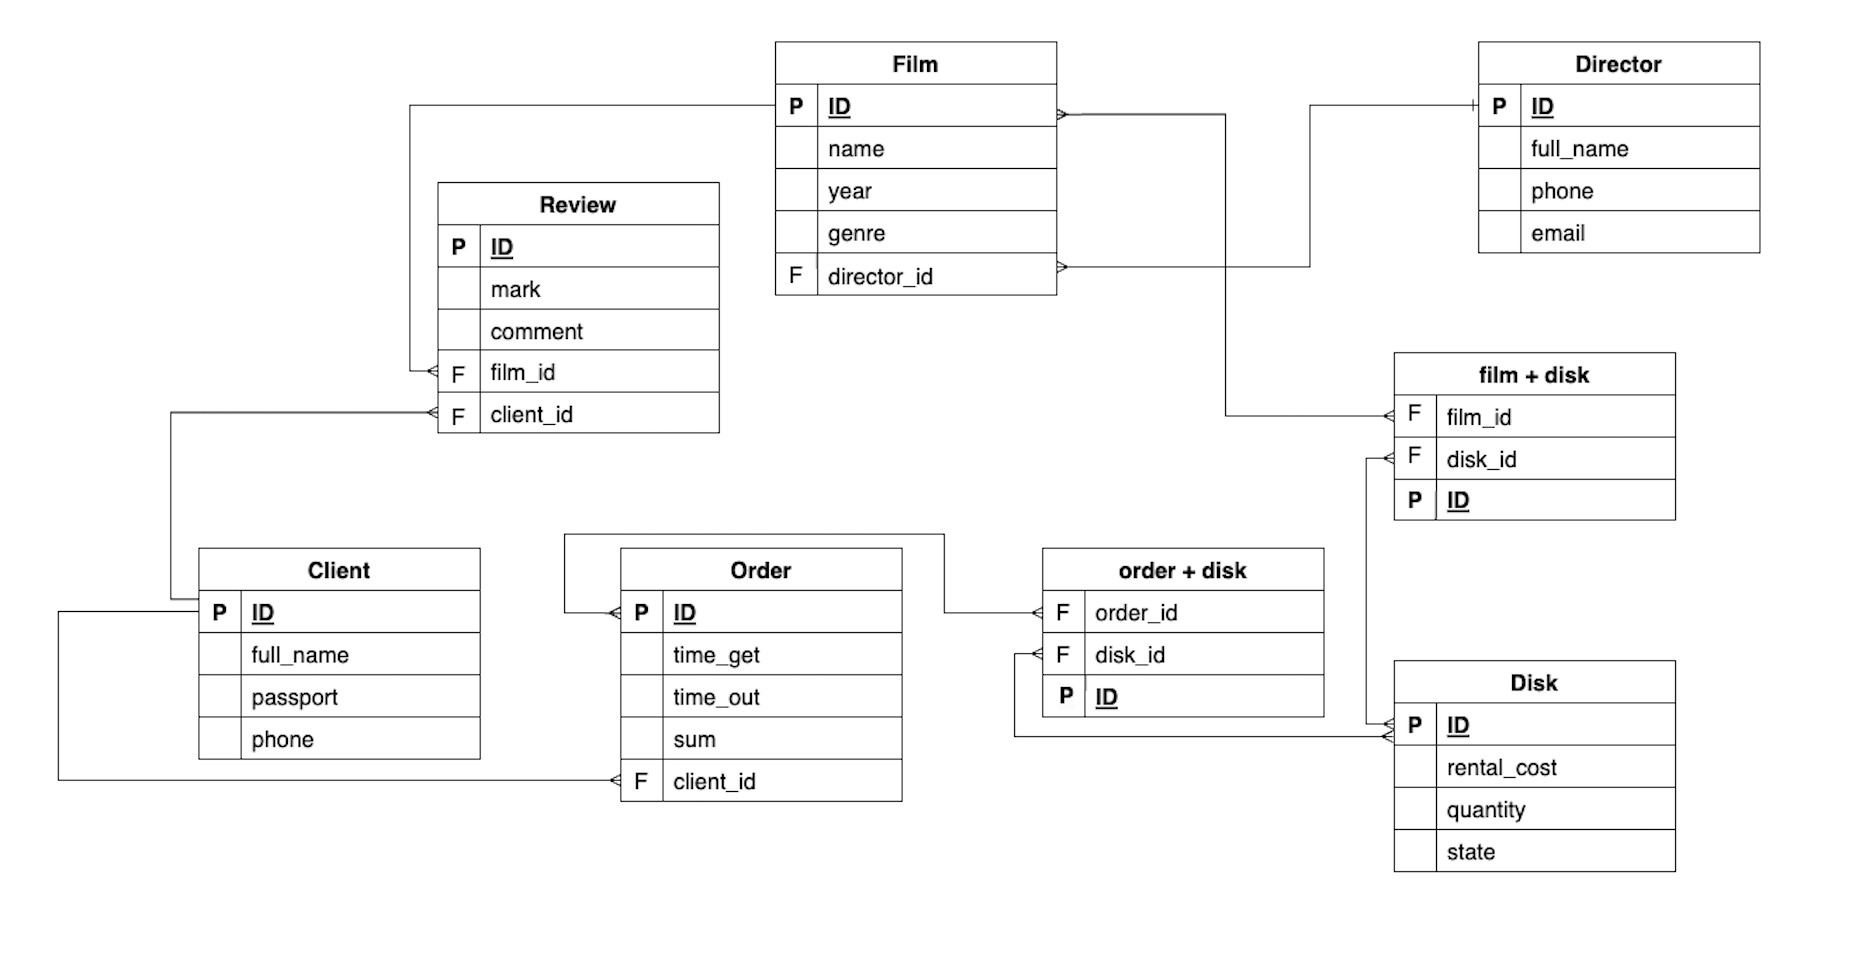 Film
P ID
name
year
genre
F director_id
Director
P ID
full_name
phone
email
Review
P ID
mark
comment
F film_id
F client_id
film + disk
F film_id
F disk_id
P ID
Client
P ID
full_name
passport
phone
Order
P ID
time_get
time_out
sum
F client_id
order + disk
F order_id
F disk_id
P ID
Disk
P ID
rental_cost
quantity
state